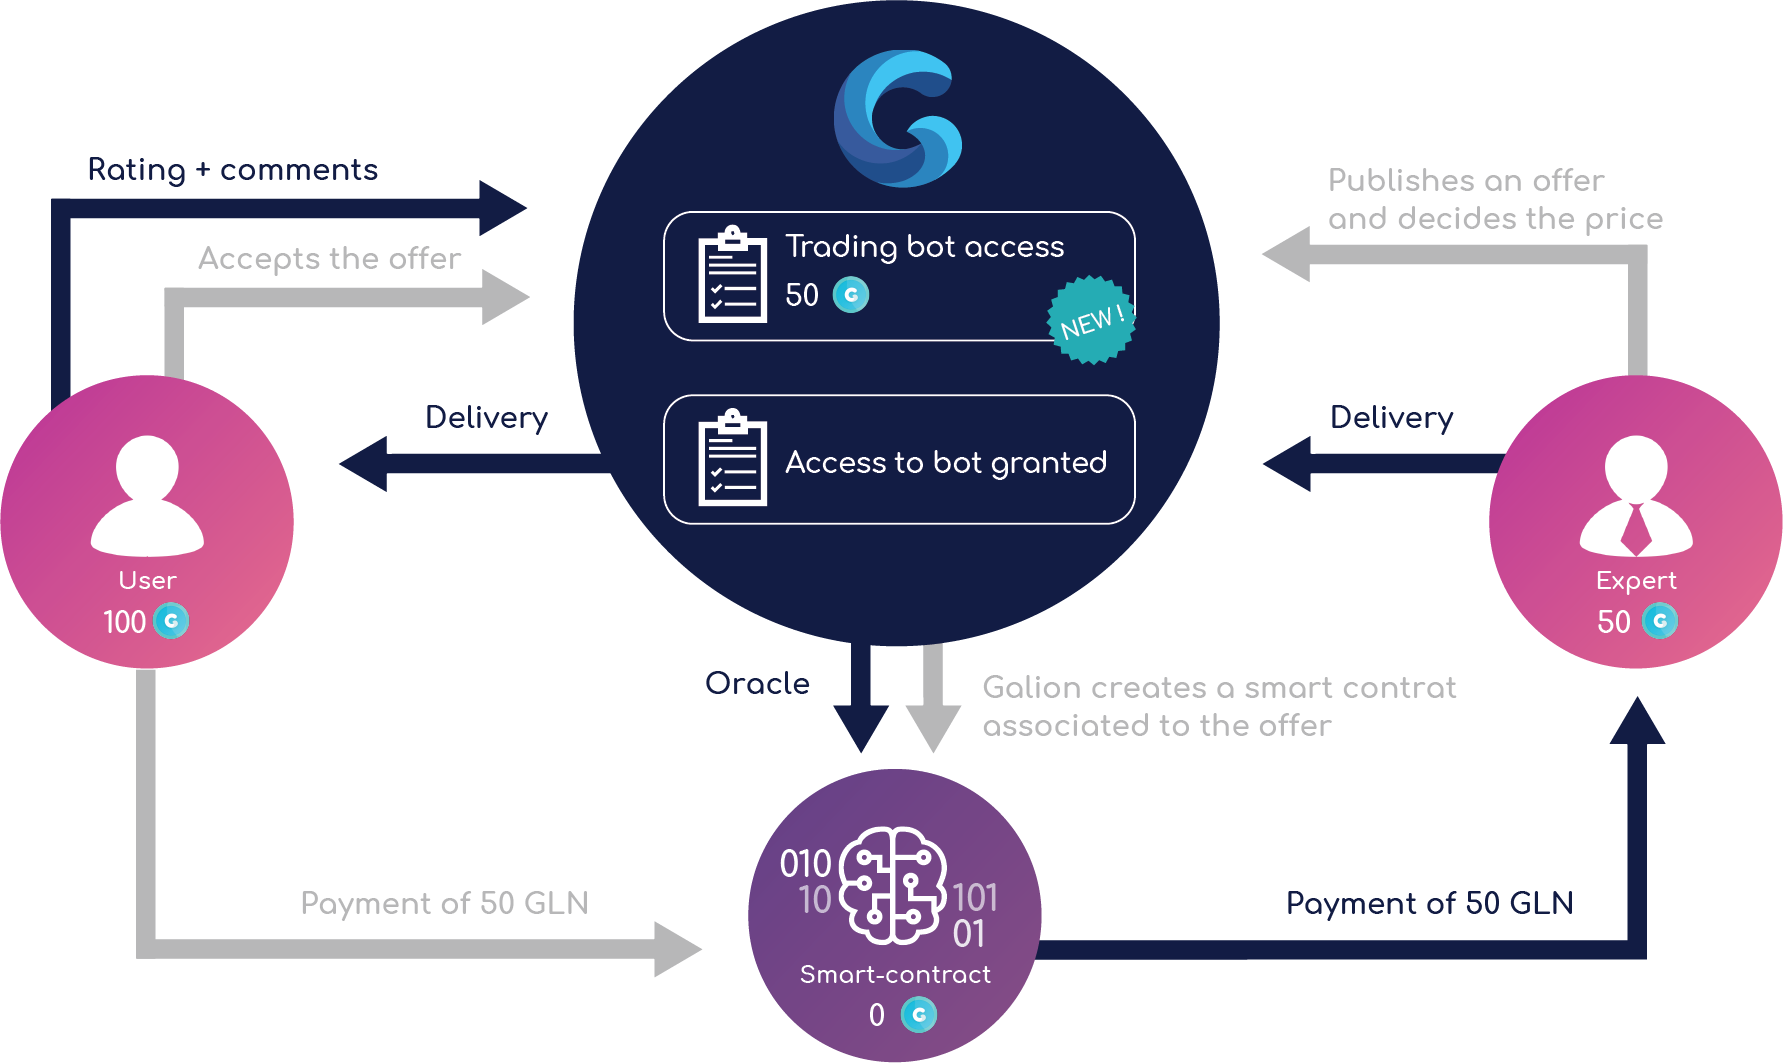 Rating + comments
Accepts the offer
Trading bot access
50
NEW !
Publishes an offer
and decides the price
Delivery
Access to bot granted
Delivery
User
100
Expert
50
Oracle
Galion creates a smart contrat
associated to the offer
Payment of 50 GLN
010
10
101
01
Smart-contract
0
Payment of 50 GLN